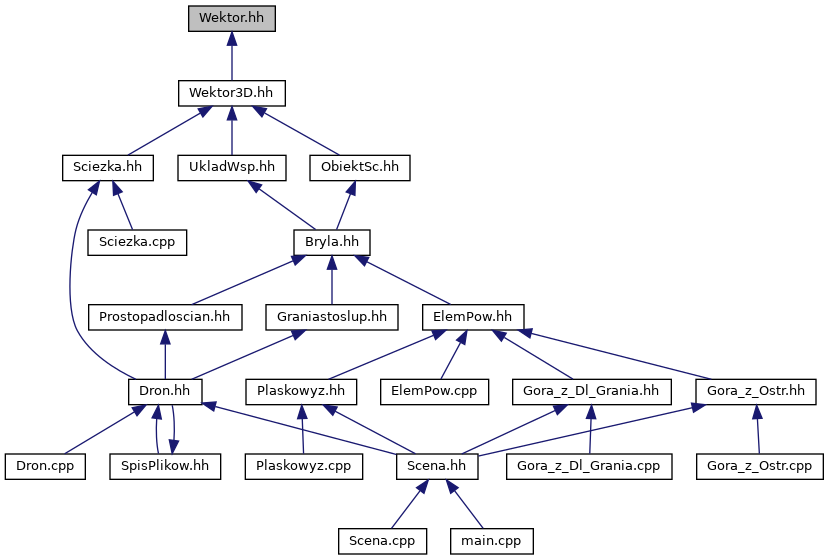 Wektor.hh
Wektor3D.hh
Sciezka.hh
UkladWsp.hh
ObiektSc.hh
Sciezka.cpp
Bryla.hh
Prostopadloscian.hh
Graniastoslup.hh
ElemPow.hh
Dron.hh
Plaskowyz.hh
ElemPow.cpp
Gora_z_Dl_Grania.hh
Gora_z_Ostr.hh
Dron.cpp
SpisPlikow.hh
Plaskowyz.cpp
Scena.hh
Gora_z_Dl_Grania.cpp
Gora_z_Ostr.cpp
Scena.cpp
main.cpp